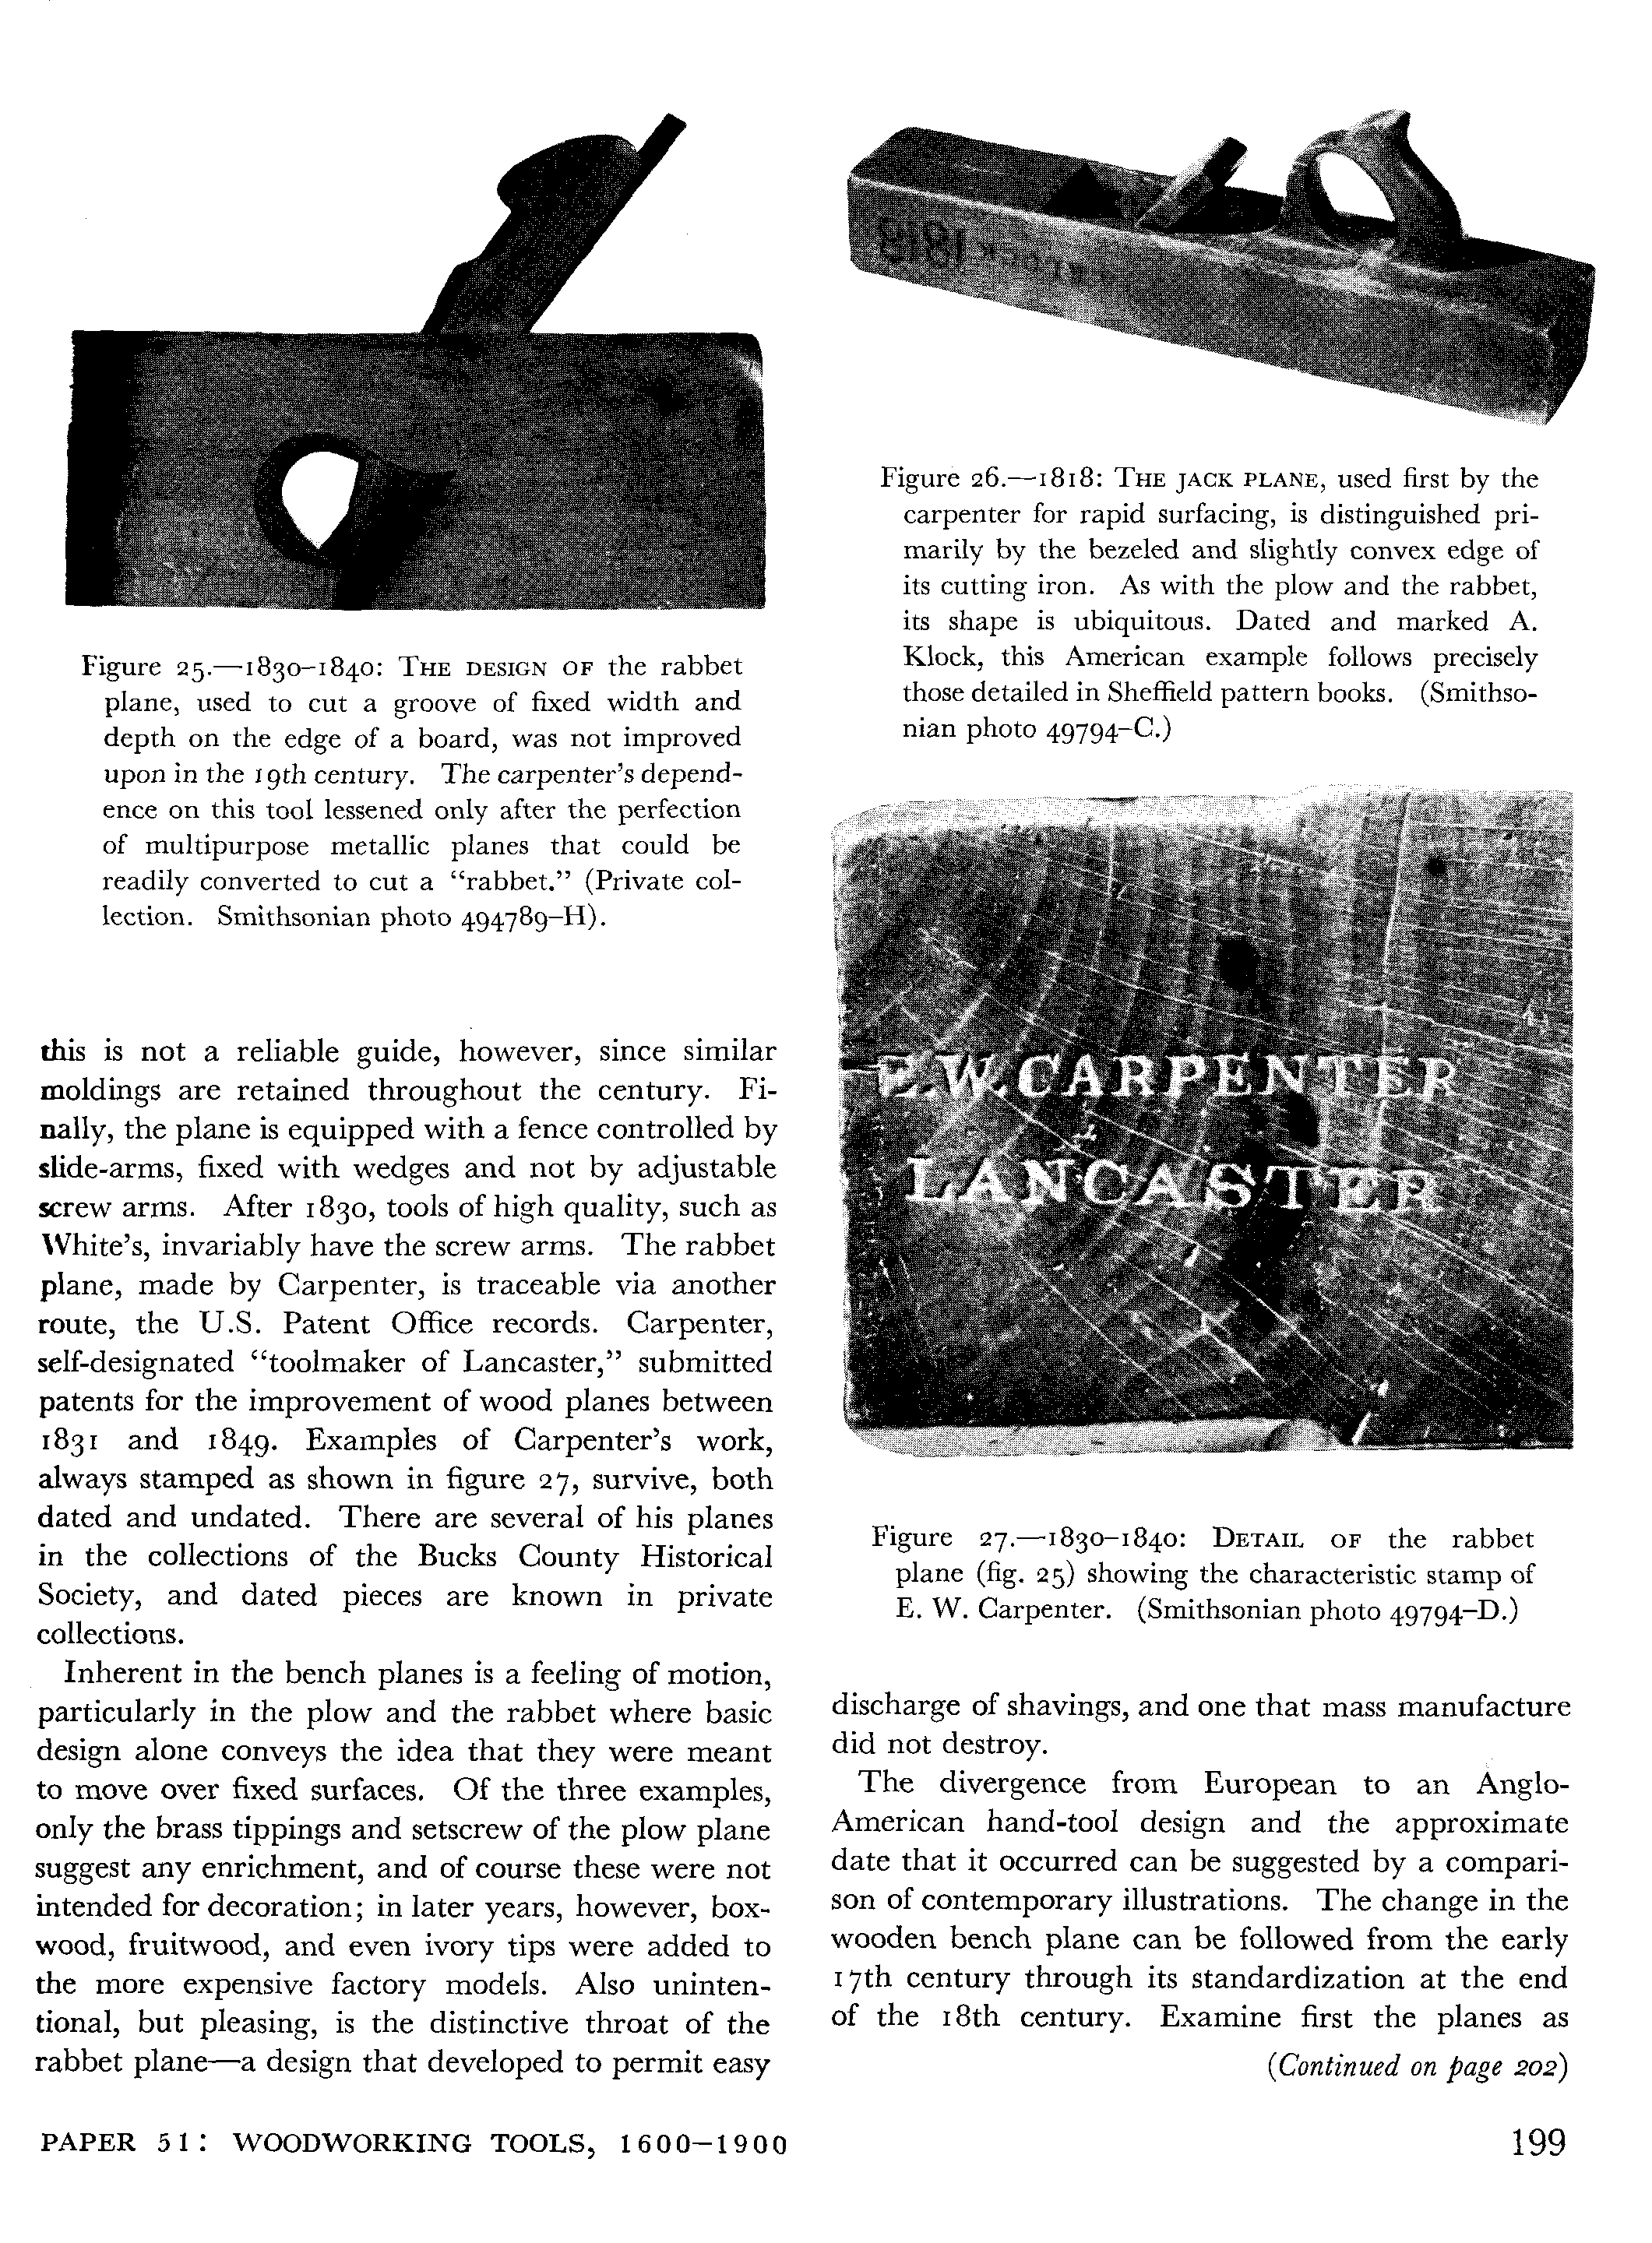 Figure 25.—1830–1840: THE DESIGN OF the rabbet
plane, used to cut a groove of fixed width and
depth on the edge of a board, was not improved
upon in the 19th century. The carpenter's depend-
ence on this tool lessened only after the perfection
of multipurpose metallic planes that could be
readily converted to cut a “rabbet.” (Private col-
lection. Smithsonian photo 494789–H).
this is not a reliable guide, however, since similar
moldings are retained throughout the century. Fi-
nally, the plane is equipped with a fence controlled by
slide-arms, fixed with wedges and not by adjustable
screw arms. After 1830, tools of high quality, such as
White's, invariably have the screw arms. The rabbet
plane, made by Carpenter, is traceable via another
route, the U.S. Patent Office records. Carpenter,
self-designated “toolmaker of Lancaster,” submitted
patents for the improvement of wood planes between
1831 and 1849. Examples of Carpenter's work,
always stamped as shown in figure 27, survive, both
dated and undated. There are several of his planes
in the collections of the Bucks County Historical
Society, and dated pieces are known in private
collections.
Inherent in the bench planes is a feeling of motion,
particularly in the plow and the rabbet where basic
design alone conveys the idea that they were meant
to move over fixed surfaces. Of the three examples,
only the brass tippings and setscrew of the plow plane
suggest any enrichment, and of course these were not
intended for decoration; in later years, however, box-
wood, fruitwood, and even ivory tips were added to
the more expensive factory models. Also uninten-
tional, but pleasing, is the distinctive throat of the
rabbet plane—a design that developed to permit easy
1818
Figure 26.—1818: THE JACK PLANE, used first by the
carpenter for rapid surfacing, is distinguished pri-
marily by the bezeled and slightly convex edge of
its cutting iron. As with the plow and the rabbet,
its shape is ubiquitous. Dated and marked A.
Klock, this American example follows precisely
those detailed in Sheffield pattern books. (Smithso-
nian photo 49794–C.)
E.W.CARPENTER
LANCASTER
Figure 27.—1830–1840: DETAIL OF the rabbet
plane (fig. 25) showing the characteristic stamp of
E. W. Carpenter. (Smithsonian photo 49794–D.)
discharge of shavings, and one that mass manufacture
did not destroy.
The divergence from European to an Anglo-
American hand-tool design and the approximate
date that it occurred can be suggested by a compari-
son of contemporary illustrations. The change in the
wooden bench plane can be followed from the early
17th century through its standardization at the end
of the 18th century. Examine first the planes as
(Continued on page 202)
PAPER 51: WOODWORKING TOOLS, 1600–1900
199